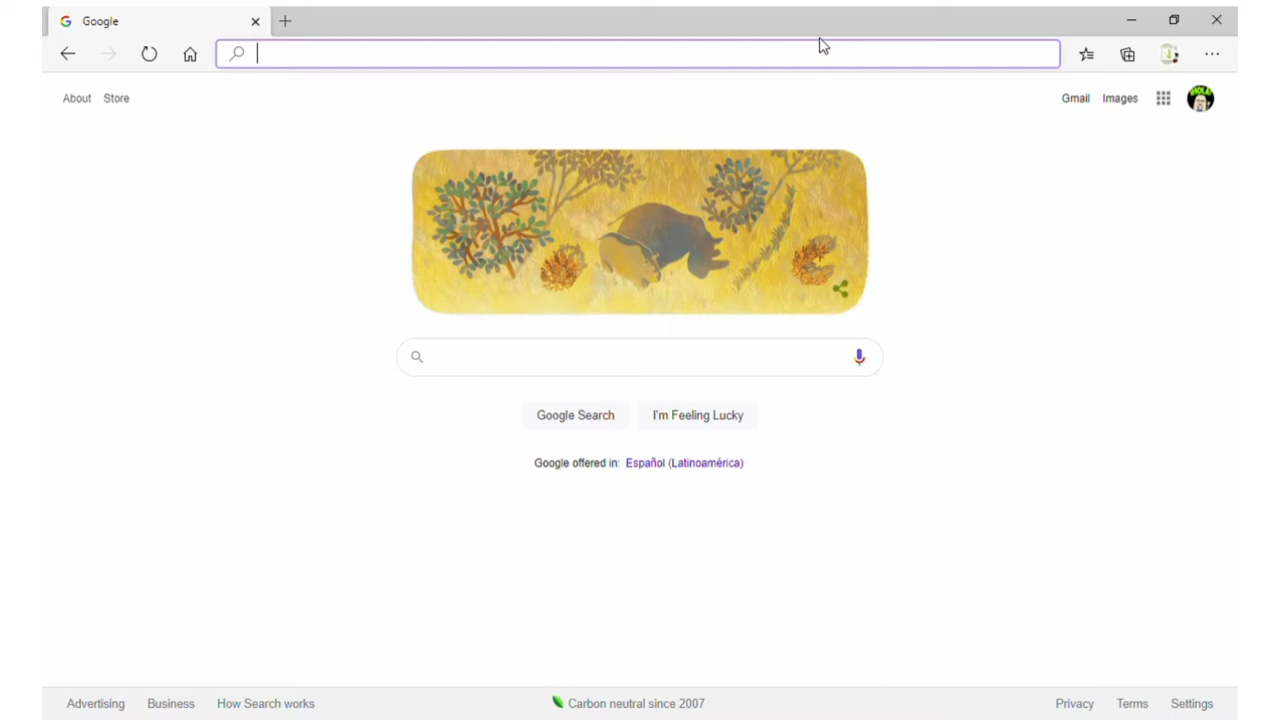 Google
About Store
Gmail Images
Google Search I'm Feeling Lucky
Google offered in: Español (Latinoamérica)
Advertising Business How Search works
Carbon neutral since 2007
Privacy Terms Settings